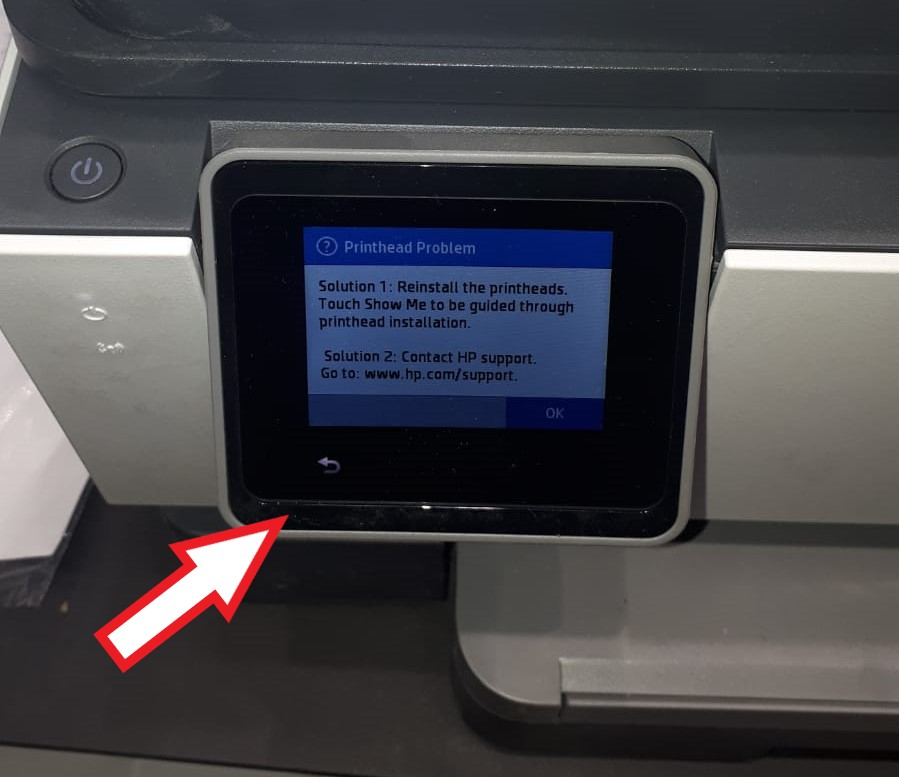 Printhead Problem
Solution 1: Reinstall the printheads.
Touch Show Me to be guided through
printhead installation.
Solution 2: Contact HP support.
Go to: www.hp.com/support.
OK